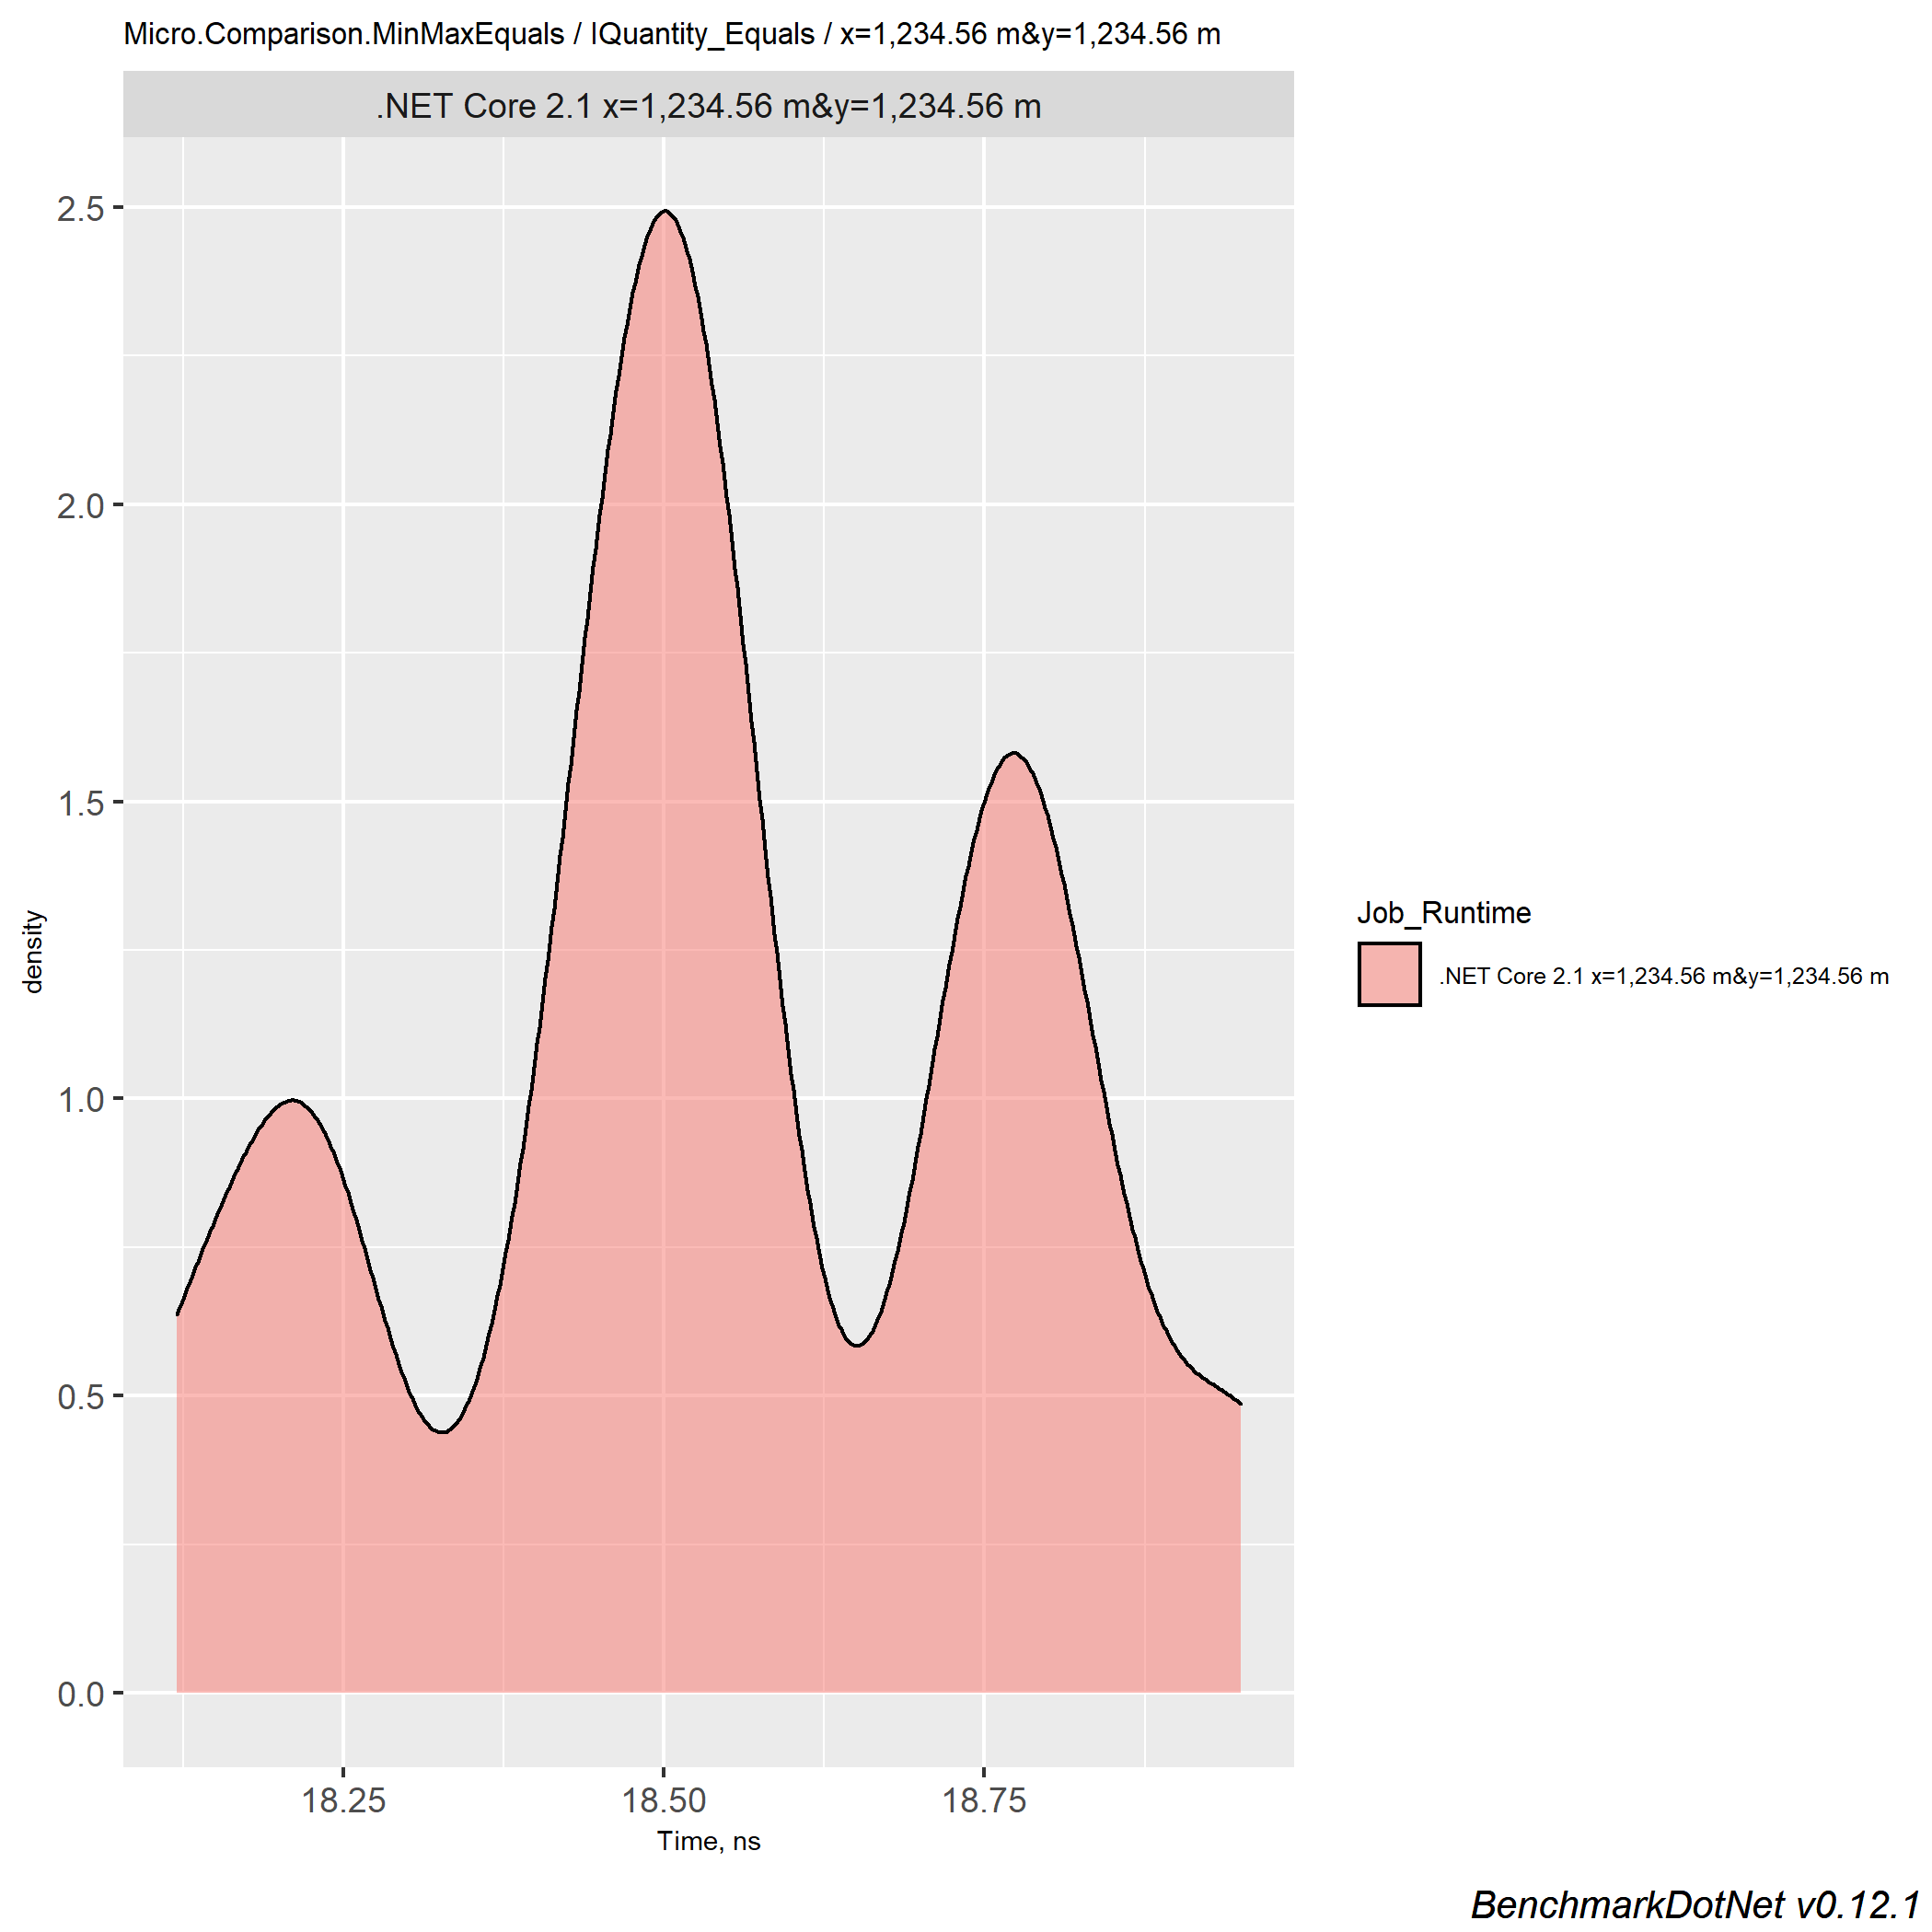 Micro.Comparison.MinMaxEquals / IQuantity_Equals / x=1,234.56 m&y=1,234.56 m
.NET Core 2.1 x=1,234.56 m&y=1,234.56 m
2.5
2.0
1.5
1.0
0.5
0.0
density
18.25 18.50 18.75
Time, ns
Job_Runtime
.NET Core 2.1 x=1,234.56 m&y=1,234.56 m
BenchmarkDotNet v0.12.1